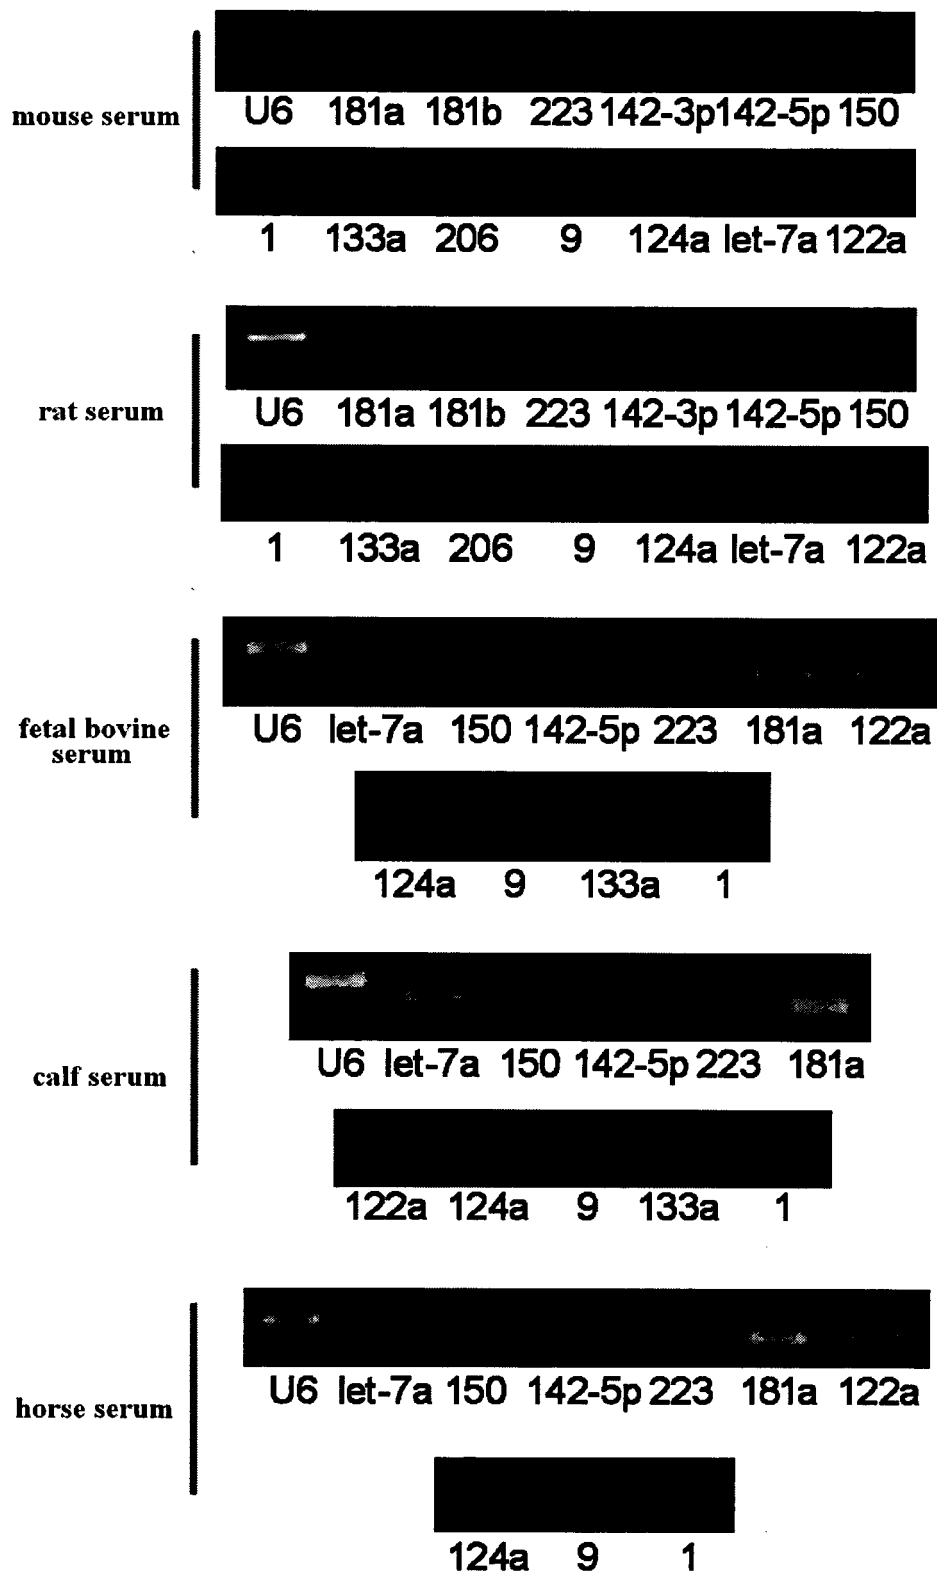 mouse serum
U6 181a 181b 223 142-3p 142-5p 150
1 133a 206 9 124a let-7a 122a
rat serum
U6 181a 181b 223 142-3p 142-5p 150
1 133a 206 9 124a let-7a 122a
fetal bovine
serum
U6 let-7a 150 142-5p 223 181a 122a
124a 9 133a 1
calf serum
U6 let-7a 150 142-5p 223 181a
122a 124a 9 133a 1
horse serum
U6 let-7a 150 142-5p 223 181a 122a
124a 9 1